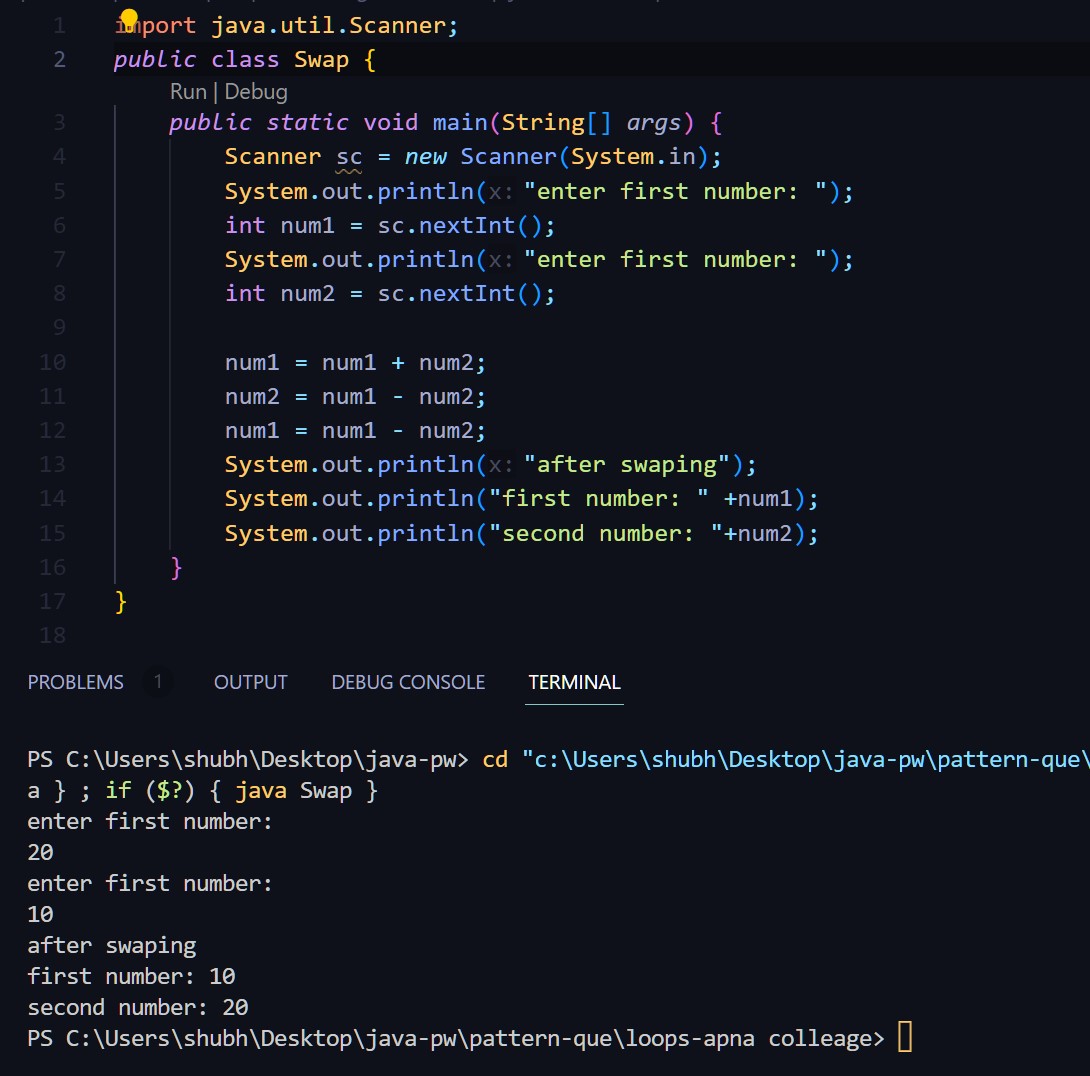 1 import java.util.Scanner;
2 public class Swap {
Run | Debug
3 public static void main(String[] args) {
4 Scanner sc = new Scanner(System.in);
5 System.out.println(x: "enter first number: ");
6 int num1 = sc.nextInt();
7 System.out.println(x: "enter first number: ");
8 int num2 = sc.nextInt();
9
10 num1 = num1 + num2;
11 num2 = num1 - num2;
12 num1 = num1 - num2;
13 System.out.println(x: "after swaping");
14 System.out.println("first number: " +num1);
15 System.out.println("second number: "+num2);
16 }
17 }
18
PROBLEMS 1 OUTPUT DEBUG CONSOLE TERMINAL
PS C:\Users\shubh\Desktop\java-pw> cd "c:\Users\shubh\Desktop\java-pw\pattern-que\
a } ; if ($?) { java Swap }
enter first number:
20
enter first number:
10
after swaping
first number: 10
second number: 20
PS C:\Users\shubh\Desktop\java-pw\pattern-que\loops-apna colleage>